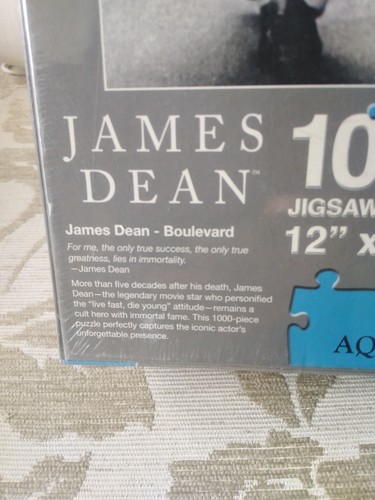 JAMES
DEAN™
10
JIGSAW
12" x
James Dean - Boulevard
For me, the only true success, the only true
greatness, lies in immortality.
—James Dean
More than five decades after his death, James
Dean—the legendary movie star who personified
the "live fast, die young" attitude—remains a
cult hero with immortal fame. This 1000-piece
puzzle perfectly captures the iconic actor's
unforgettable presence.
AQ